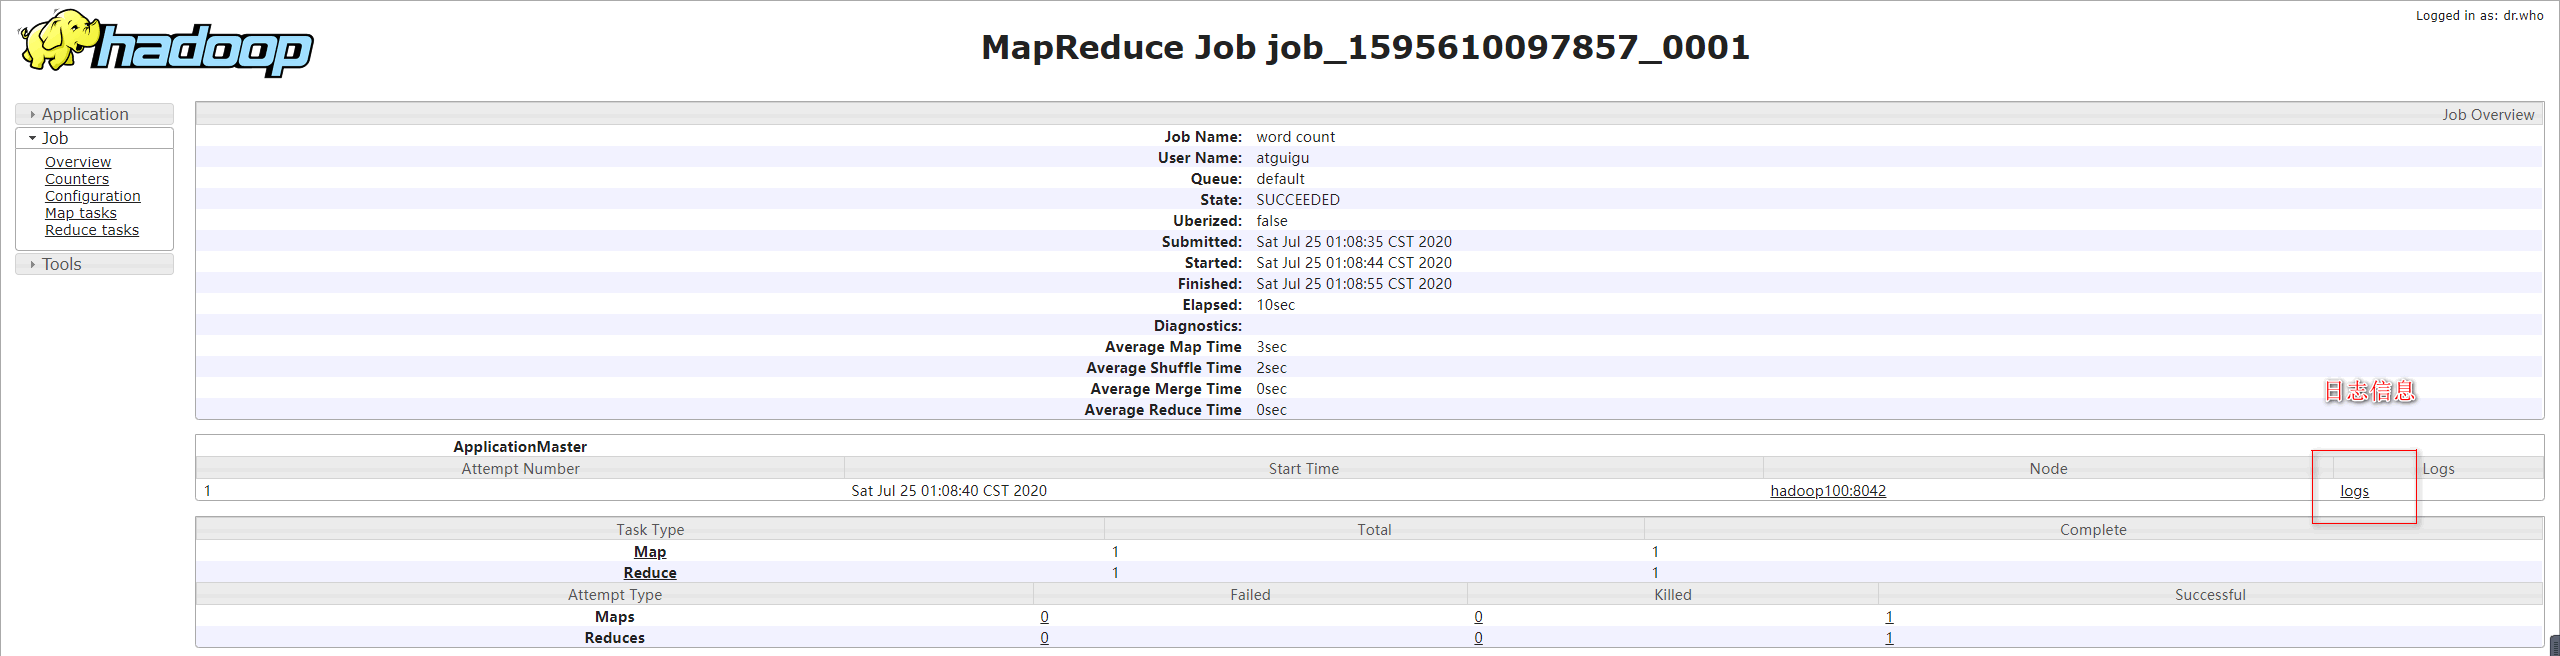 hadoop
MapReduce Job job_1595610097857_0001
Logged in as: dr.who
Application
Job
Overview
Counters
Configuration
Map tasks
Reduce tasks
Tools
Job Overview
Job Name: word count
User Name: atguigu
Queue: default
State: SUCCEEDED
Uberized: false
Submitted: Sat Jul 25 01:08:35 CST 2020
Started: Sat Jul 25 01:08:44 CST 2020
Finished: Sat Jul 25 01:08:55 CST 2020
Elapsed: 10sec
Diagnostics:
Average Map Time 3sec
Average Shuffle Time 2sec
Average Merge Time 0sec
Average Reduce Time 0sec
日志信息
ApplicationMaster
Attempt Number Start Time Node Logs
1 Sat Jul 25 01:08:40 CST 2020 hadoop100:8042 logs
Task Type Total Complete
Map 1 1
Reduce 1 1
Attempt Type Failed Killed Successful
Maps 0 0 1
Reduces 0 0 1